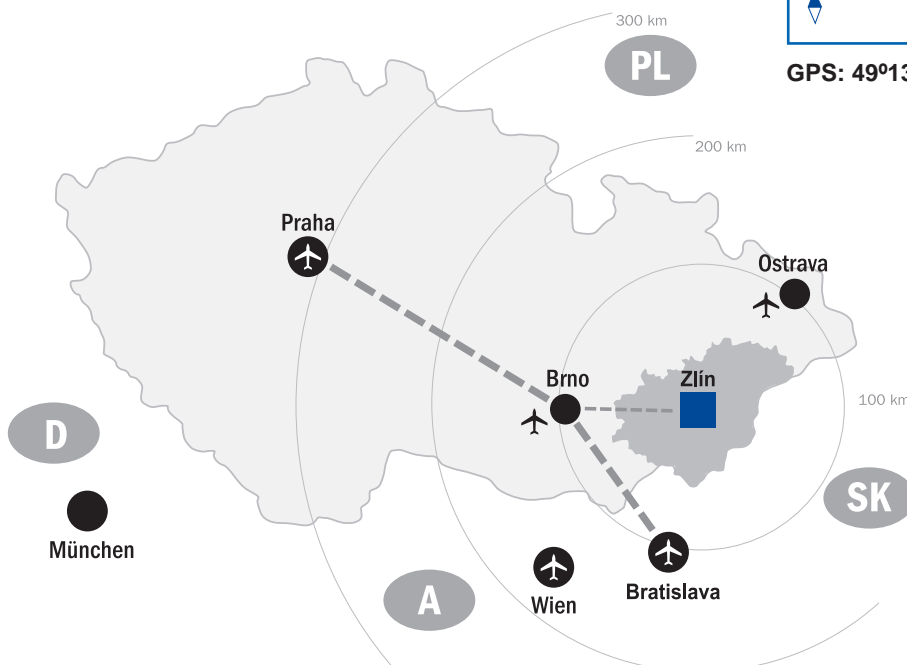 300 km
PL
GPS: 49º13
200 km
Praha
Ostrava
Brno
Zlín
100 km
D
SK
München
A
Wien
Bratislava